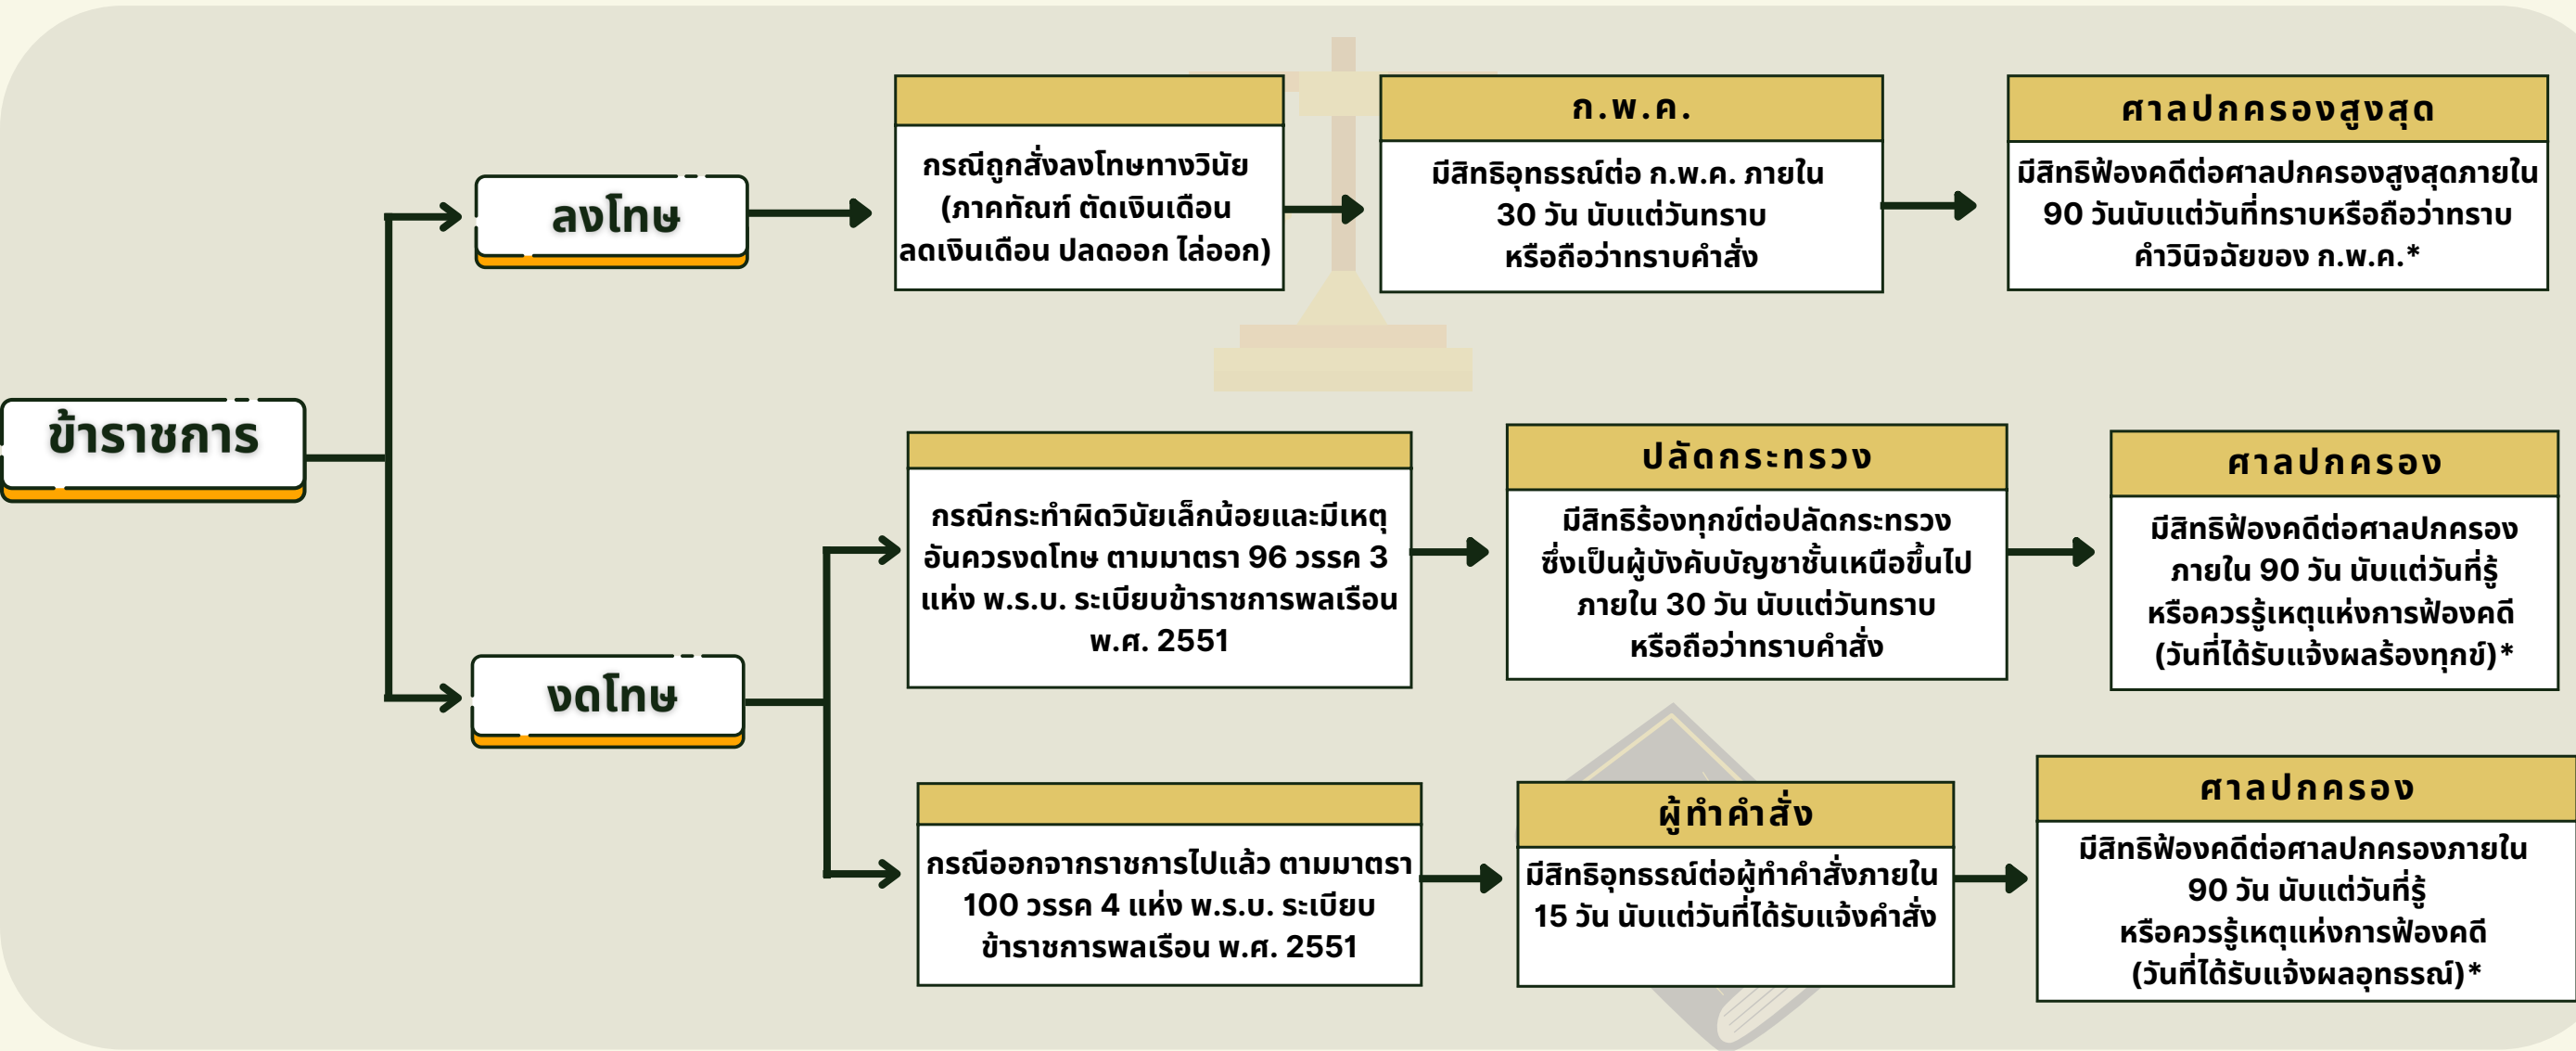 ข้าราชการ
ลงโทษ
กรณีถูกสั่งลงโทษทางวินัย
(ภาคทัณฑ์ ตัดเงินเดือน
ลดเงินเดือน ปลดออก ไล่ออก)
ก.พ.ค.
มีสิทธิอุทธรณ์ต่อ ก.พ.ค. ภายใน
30 วัน นับแต่วันทราบ
หรือถือว่าทราบคำสั่ง
ศาลปกครองสูงสุด
มีสิทธิฟ้องคดีต่อศาลปกครองสูงสุดภายใน
90 วันนับแต่วันที่ทราบหรือถือว่าทราบ
คำวินิจฉัยของ ก.พ.ค.*
งดโทษ
กรณีกระทำผิดวินัยเล็กน้อยและมีเหตุ
อันควรงดโทษ ตามมาตรา 96 วรรค 3
แห่ง พ.ร.บ. ระเบียบข้าราชการพลเรือน
พ.ศ. 2551
ปลัดกระทรวง
มีสิทธิร้องทุกข์ต่อปลัดกระทรวง
ซึ่งเป็นผู้บังคับบัญชาชั้นเหนือขึ้นไป
ภายใน 30 วัน นับแต่วันทราบ
หรือถือว่าทราบคำสั่ง
ศาลปกครอง
มีสิทธิฟ้องคดีต่อศาลปกครอง
ภายใน 90 วัน นับแต่วันที่รู้
หรือควรรู้เหตุแห่งการฟ้องคดี
(วันที่ได้รับแจ้งผลร้องทุกข์)*
กรณีออกจากราชการไปแล้ว ตามมาตรา
100 วรรค 4 แห่ง พ.ร.บ. ระเบียบ
ข้าราชการพลเรือน พ.ศ. 2551
ผู้ทำคำสั่ง
มีสิทธิอุทธรณ์ต่อผู้ทำคำสั่งภายใน
15 วัน นับแต่วันที่ได้รับแจ้งคำสั่ง
ศาลปกครอง
มีสิทธิฟ้องคดีต่อศาลปกครองภายใน
90 วัน นับแต่วันที่รู้
หรือควรรู้เหตุแห่งการฟ้องคดี
(วันที่ได้รับแจ้งผลอุทธรณ์)*